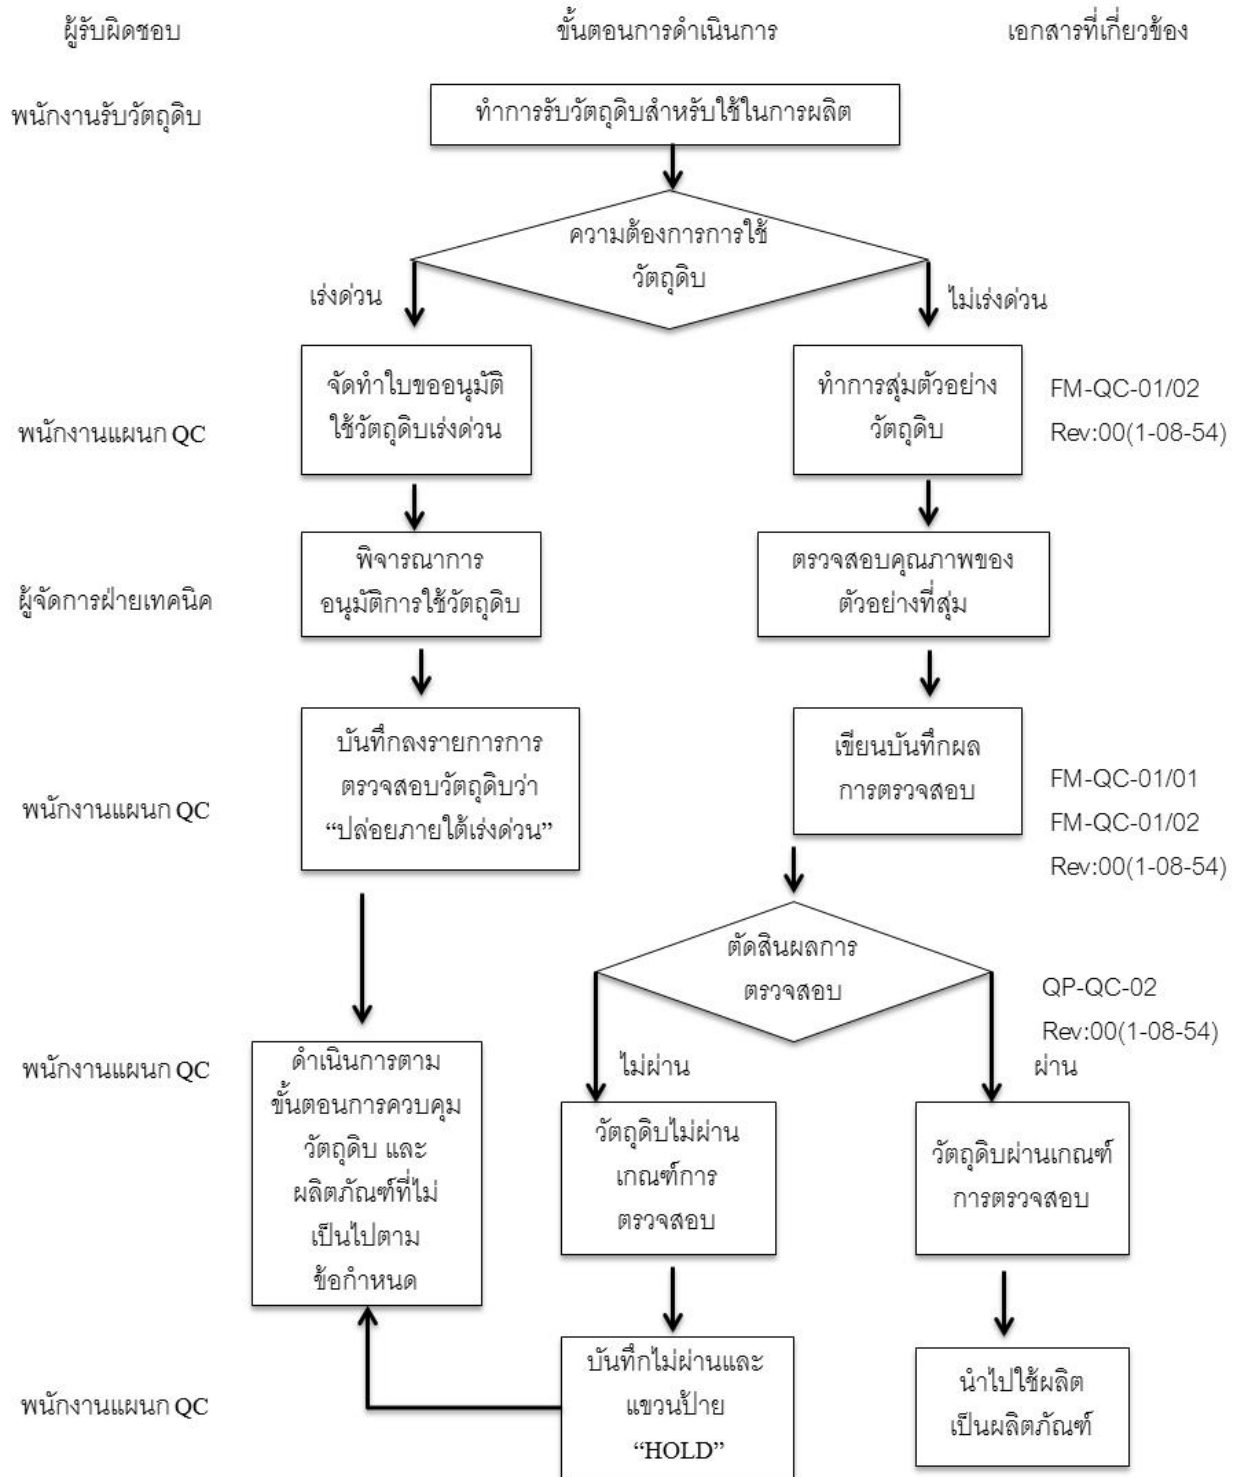 ผู้รับผิดชอบ
ขั้นตอนการดำเนินการ
เอกสารที่เกี่ยวข้อง
พนักงานรับวัตถุดิบ
ทำการรับวัตถุดิบสำหรับใช้ในการผลิต
ความต้องการการใช้
วัตถุดิบ
เร่งด่วน
ไม่เร่งด่วน
พนักงานแผนก QC
จัดทำใบขออนุมัติ
ใช้วัตถุดิบเร่งด่วน
ทำการสุ่มตัวอย่าง
วัตถุดิบ
FM-QC-01/02
Rev:00(1-08-54)
ผู้จัดการฝ่ายเทคนิค
พิจารณาการ
อนุมัติการใช้วัตถุดิบ
ตรวจสอบคุณภาพของ
ตัวอย่างที่สุ่ม
พนักงานแผนก QC
บันทึกลงรายการการ
ตรวจสอบวัตถุดิบว่า
“ปล่อยภายใต้เร่งด่วน”
เขียนบันทึกผล
การตรวจสอบ
FM-QC-01/01
FM-QC-01/02
Rev:00(1-08-54)
ตัดสินผลการ
ตรวจสอบ
QP-QC-02
Rev:00(1-08-54)
ไม่ผ่าน
ผ่าน
พนักงานแผนก QC
ดำเนินการตาม
ขั้นตอนการควบคุม
วัตถุดิบ และ
ผลิตภัณฑ์ที่ไม่
เป็นไปตาม
ข้อกำหนด
วัตถุดิบไม่ผ่าน
เกณฑ์การ
ตรวจสอบ
วัตถุดิบผ่านเกณฑ์
การตรวจสอบ
พนักงานแผนก QC
บันทึกไม่ผ่านและ
แขวนป้าย
“HOLD”
นำไปใช้ผลิต
เป็นผลิตภัณฑ์